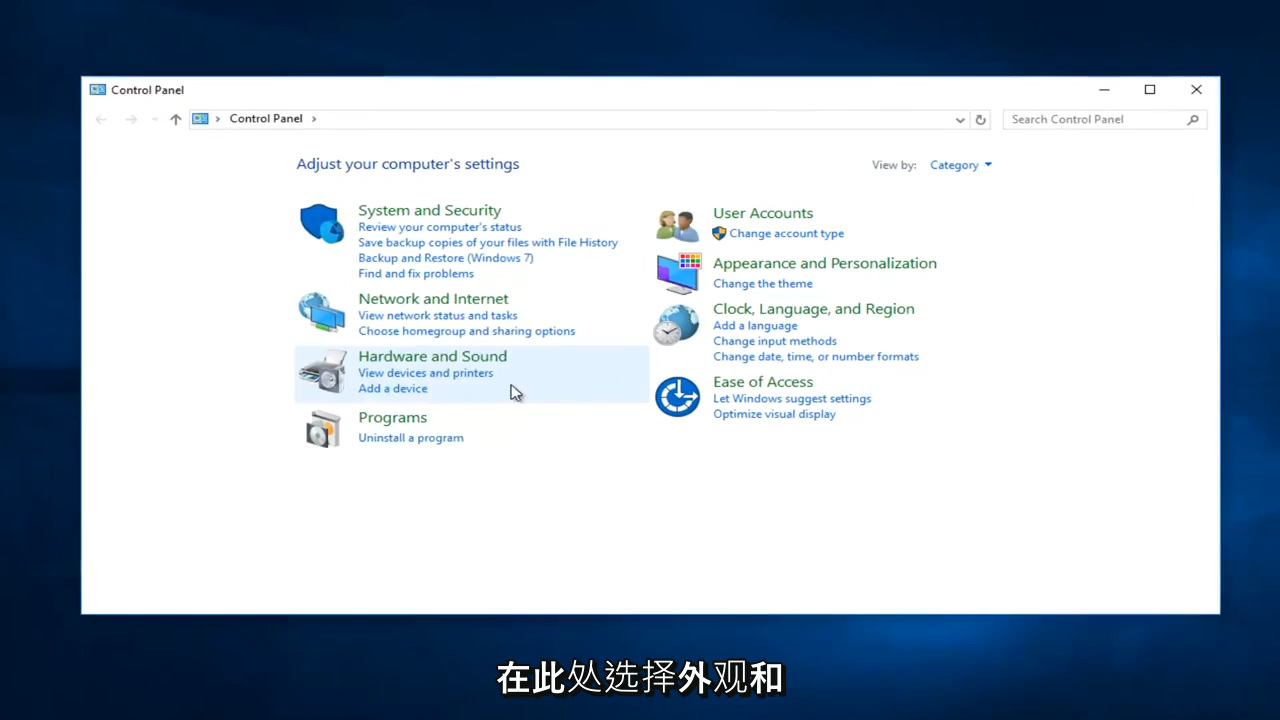 Control Panel
Control Panel
Search Control Panel
Adjust your computer's settings
View by: Category
System and Security
Review your computer's status
Save backup copies of your files with File History
Backup and Restore (Windows 7)
Find and fix problems
Network and Internet
View network status and tasks
Choose homegroup and sharing options
Hardware and Sound
View devices and printers
Add a device
Programs
Uninstall a program
User Accounts
Change account type
Appearance and Personalization
Change the theme
Clock, Language, and Region
Add a language
Change input methods
Change date, time, or number formats
Ease of Access
Let Windows suggest settings
Optimize visual display
在此处选择外观和